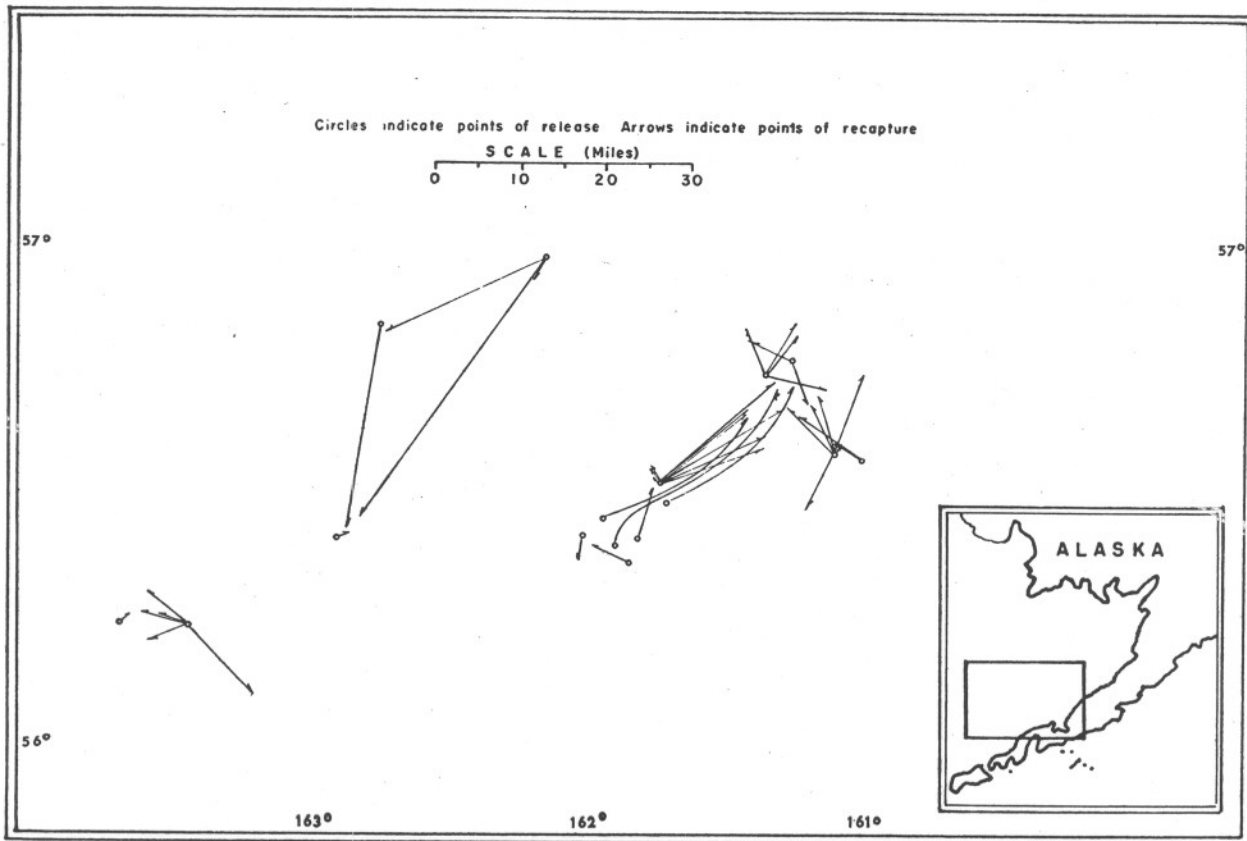 Circles indicate points of release Arrows indicate points of recapture
SCALE (Miles)
0 10 20 30
57° 57°
ALASKA
56°
163° 162° 161°